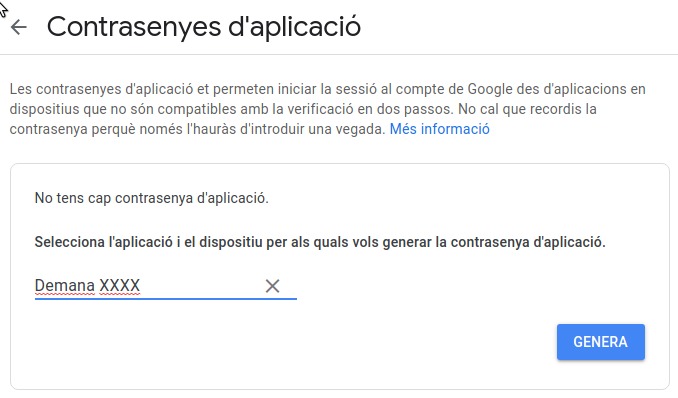 Contrasenyes d'aplicació
Les contrasenyes d'aplicació et permeten iniciar la sessió al compte de Google des d'aplicacions en
dispositius que no són compatibles amb la verificació en dos passos. No cal que recordis la
contrasenya perquè només l'hauràs d'introduir una vegada. Més informació
No tens cap contrasenya d'aplicació.
Selecciona l'aplicació i el dispositiu per als quals vols generar la contrasenya d'aplicació.
Demana XXXX
GENERA